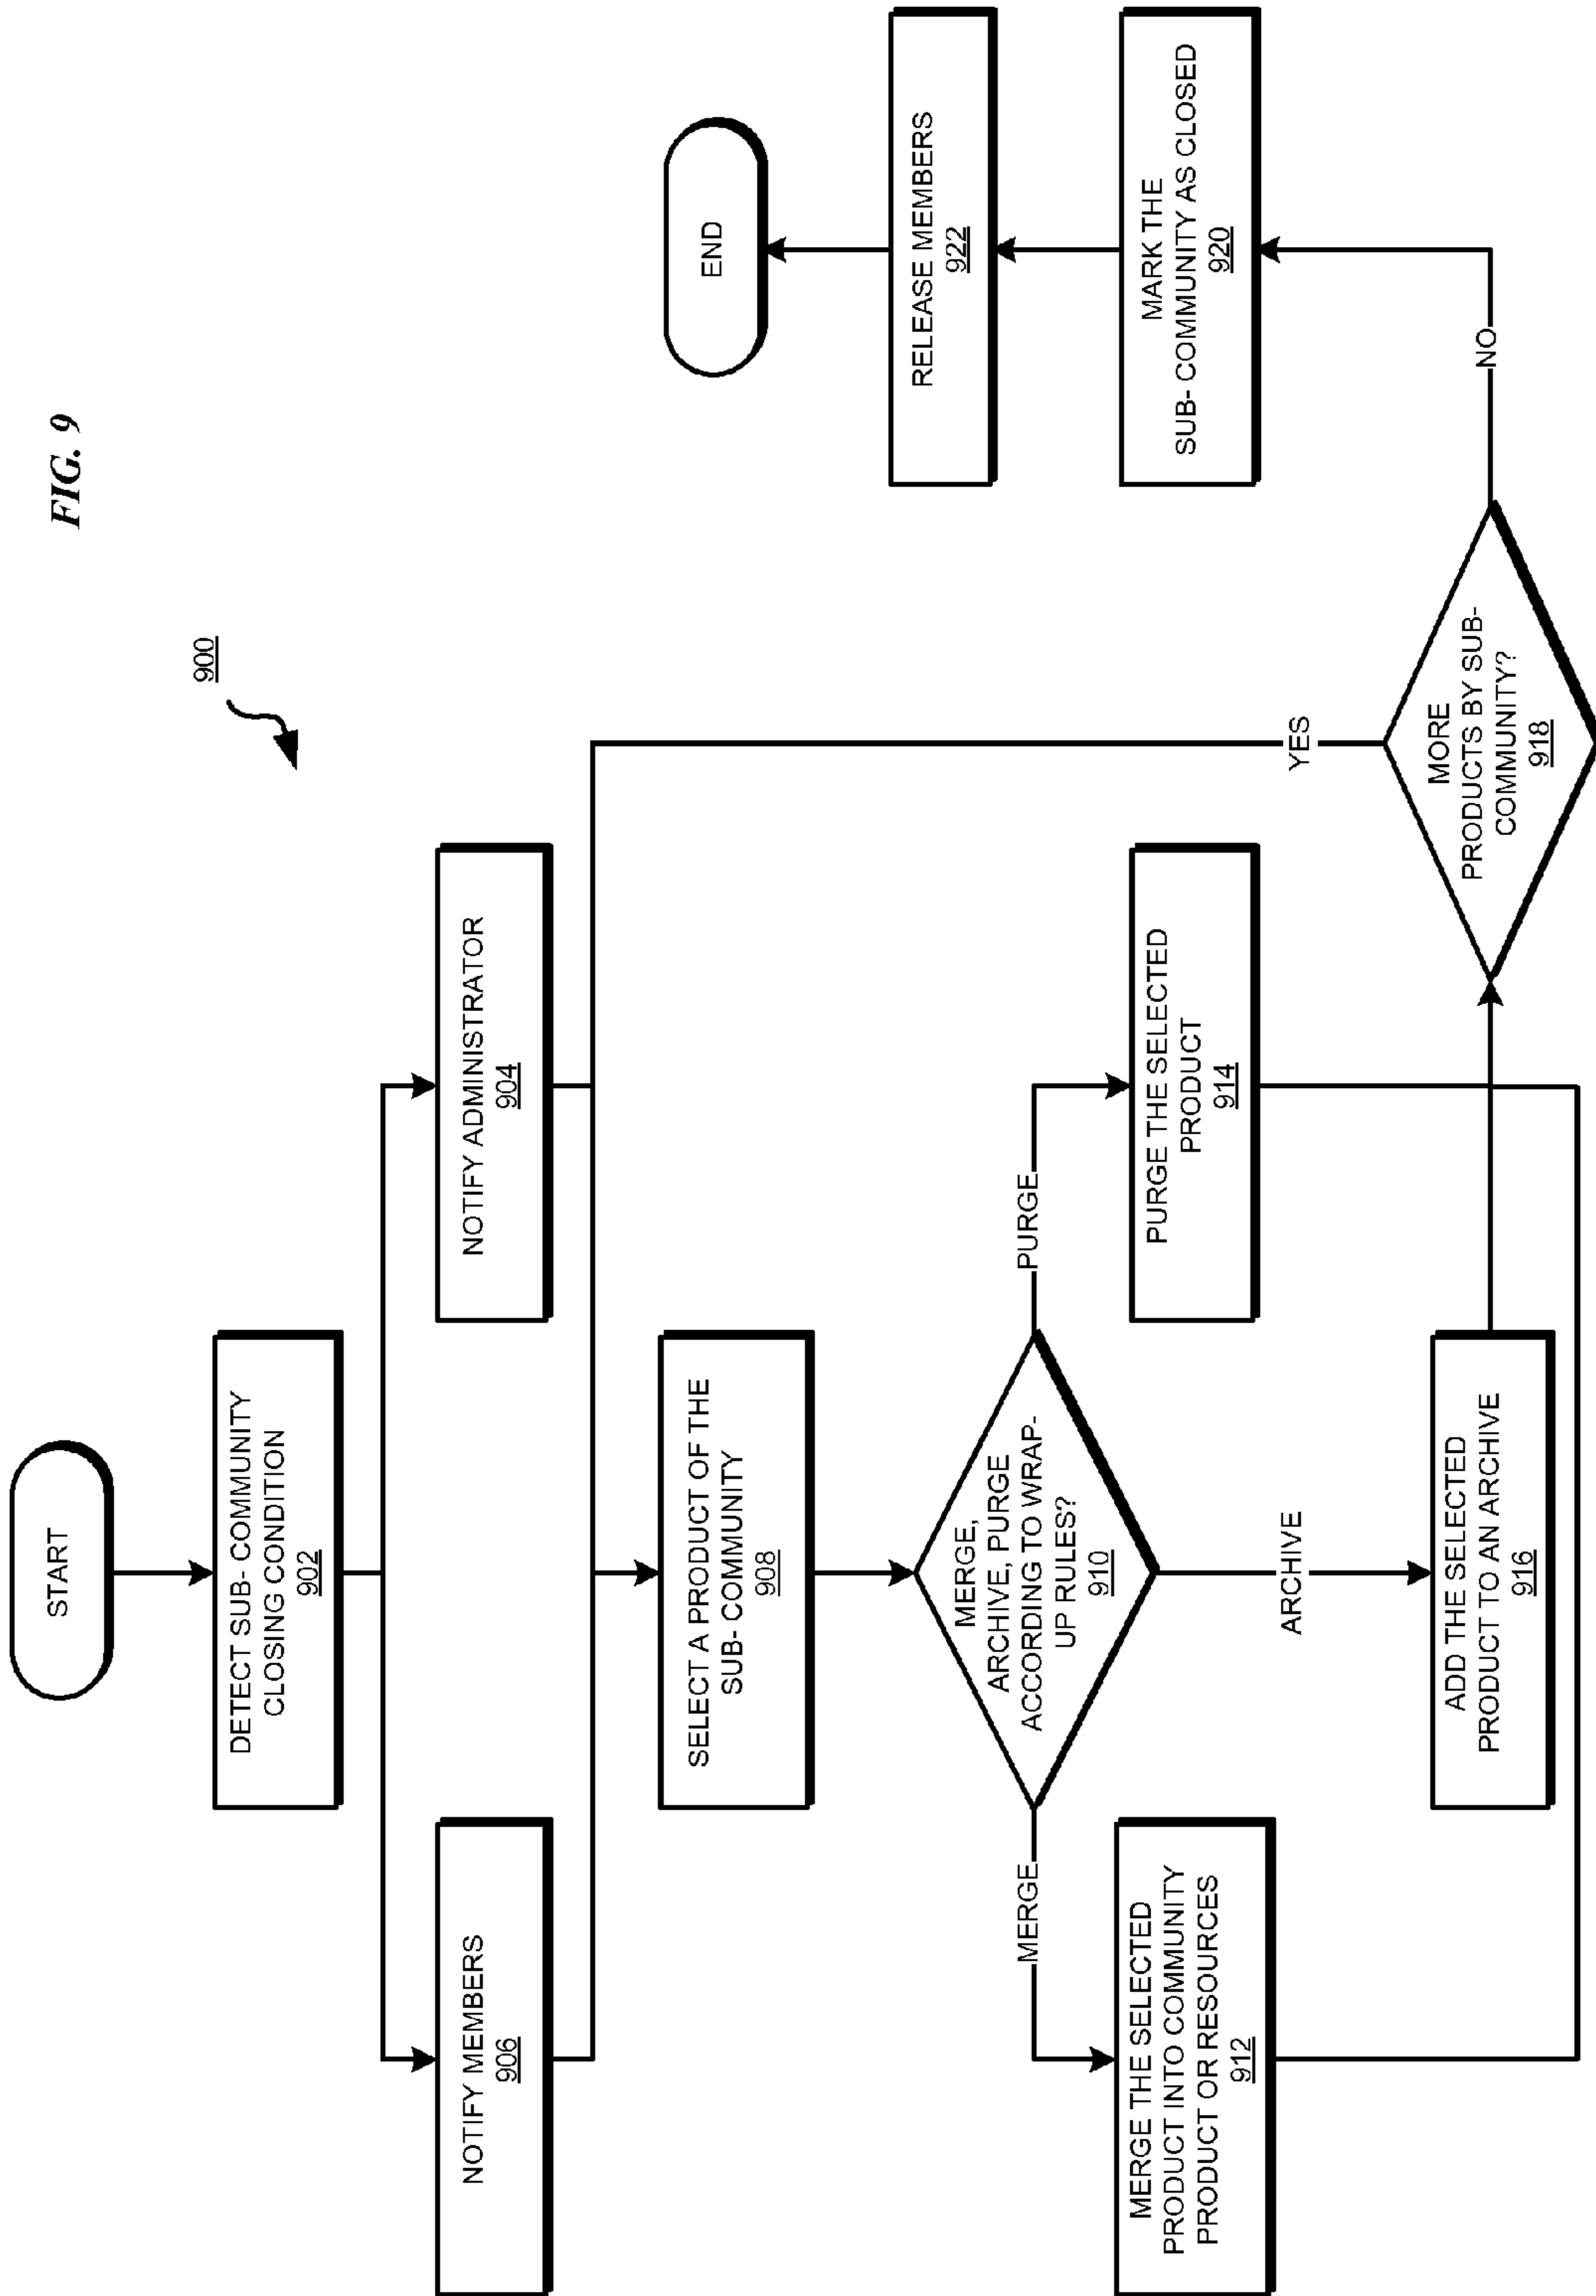 FIG. 9
900
START
DETECT SUB- COMMUNITY
CLOSING CONDITION
902
NOTIFY MEMBERS
906
NOTIFY ADMINISTRATOR
904
SELECT A PRODUCT OF THE
SUB- COMMUNITY
908
MERGE,
ARCHIVE, PURGE
ACCORDING TO WRAP-
UP RULES?
910
MERGE
PURGE
ARCHIVE
MERGE THE SELECTED
PRODUCT INTO COMMUNITY
PRODUCT OR RESOURCES
912
PURGE THE SELECTED
PRODUCT
914
ADD THE SELECTED
PRODUCT TO AN ARCHIVE
916
MORE
PRODUCTS BY SUB-
COMMUNITY?
918
YES
NO
MARK THE
SUB- COMMUNITY AS CLOSED
920
RELEASE MEMBERS
922
END